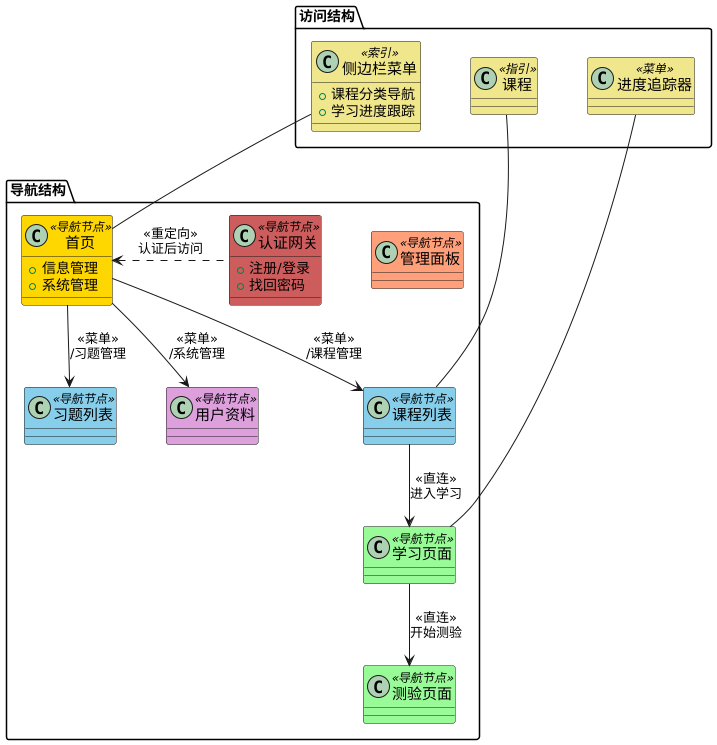 访问结构
C «索引»
侧边栏菜单
课程分类导航
学习进度跟踪
C «指引»
课程
C «菜单»
进度追踪器
导航结构
C «导航节点»
首页
信息管理
系统管理
«重定向»
认证后访问
C «导航节点»
认证网关
注册/登录
找回密码
C «导航节点»
管理面板
«菜单»
/习题管理
«菜单»
/系统管理
«菜单»
/课程管理
C «导航节点»
习题列表
C «导航节点»
用户资料
C «导航节点»
课程列表
«直连»
进入学习
C «导航节点»
学习页面
«直连»
开始测验
C «导航节点»
测验页面